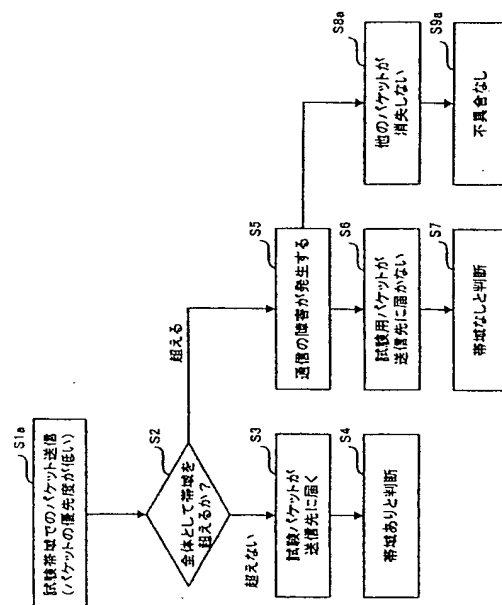 S1a
試験帯域でのパケット送信
(パケットの優先度が低い)
S2
全体として帯域を
超えるか?
超えない
超える
S3
試験パケットが
送信先に届く
S4
帯域ありと判断
S5
通信の障害が発生する
S6
試験用パケットが
送信先に届かない
S7
帯域なしと判断
S8a
他のパケットが
消失しない
S9a
不具合なし